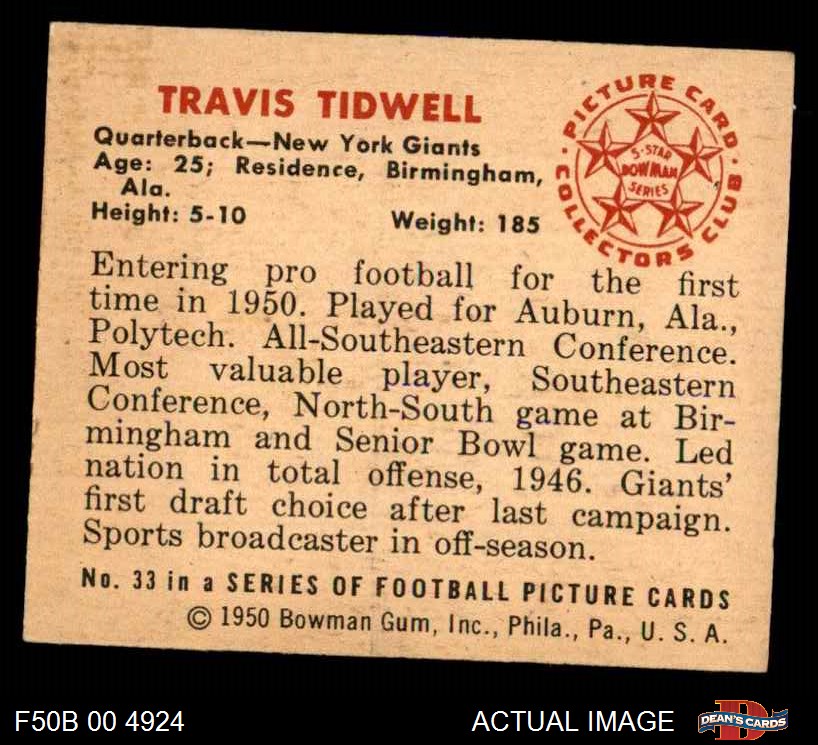 TRAVIS TIDWELL
Quarterback—New York Giants
Age: 25; Residence, Birmingham,
Ala.
Height: 5-10 Weight: 185
PICTURE CARD
COLLECTORS CLUB
5-STAR
BOWMAN
SERIES
Entering pro football for the first
time in 1950. Played for Auburn, Ala.,
Polytech. All-Southeastern Conference.
Most valuable player, Southeastern
Conference, North-South game at Bir-
mingham and Senior Bowl game. Led
nation in total offense, 1946. Giants'
first draft choice after last campaign.
Sports broadcaster in off-season.
No. 33 in a SERIES OF FOOTBALL PICTURE CARDS
© 1950 Bowman Gum, Inc., Phila., Pa., U. S. A.
F50B 00 4924 ACTUAL IMAGE
D
DEAN'S CARDS